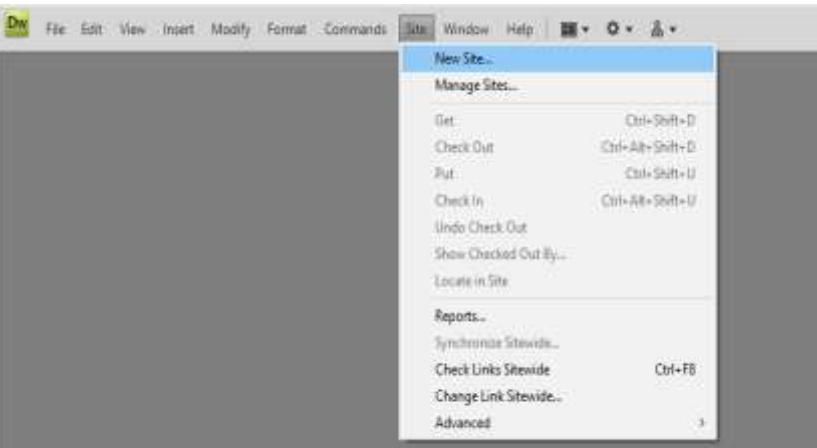 Dw File Edit View Insert Modify Format Commands Site Window Help
New Site...
Manage Sites...
Get Ctrl+Shift+D
Check Out Ctrl+Alt+Shift+D
Put Ctrl+Shift+U
Check In Ctrl+Alt+Shift+U
Undo Check Out
Show Checked Out By...
Locate in Site
Reports...
Synchronize Sitewide...
Check Links Sitewide Ctrl+F8
Change Link Sitewide...
Advanced